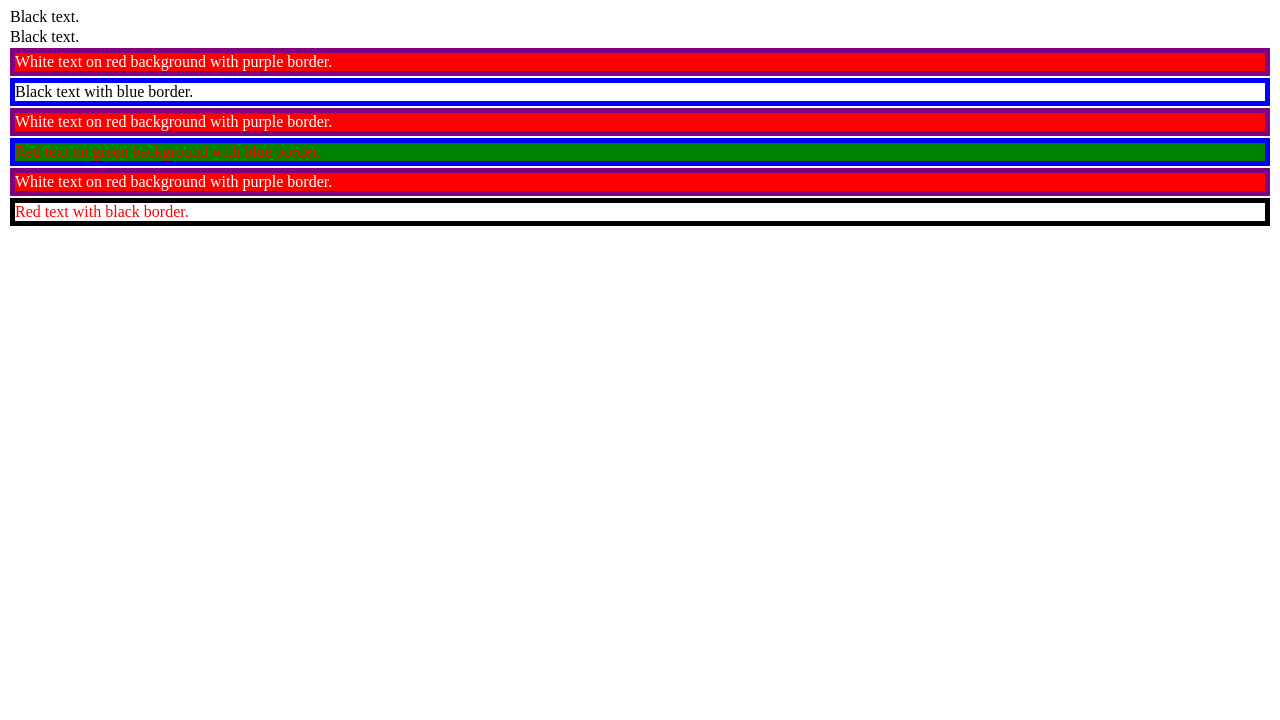 Black text.
Black text.
White text on red background with purple border.
Black text with blue border.
White text on red background with purple border.
Red text on green background with blue border.
White text on red background with purple border.
Red text with black border.